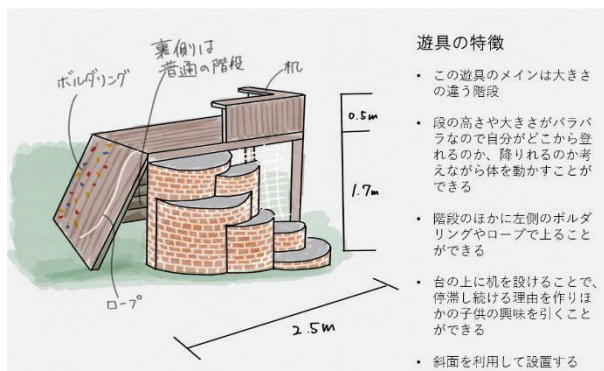 裏側は
普通の階段
机
ボルダリング
0.5m
1.7m
ロープ
2.5m
遊具の特徴
• この遊具のメインは大きさ
の違う階段
• 段の高さや大きさがバラバ
ラなので自分がどこから登
れるのか、降りれるのか考
えながら体を動かすことが
できる
• 階段のほかに左側のボルダ
リングやロープで上ること
ができる
• 台の上に机を設けることで、
停滞し続ける理由を作りほ
かの子供の興味を引くこと
ができる
• 斜面を利用して設置する